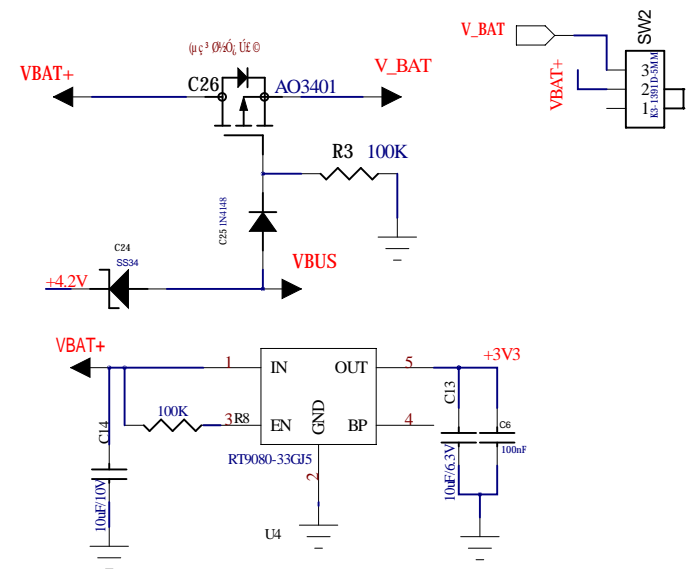 V_BAT
SW2
VBAT+
3
2
1
K3-1391D-5MM
VBAT+
C26
AO3401
V_BAT
R3 100K
C25 1N4148
C24
SS34
+4.2V
VBUS
VBAT+
1
IN
OUT
5
+3V3
100K
3
R8
EN
GND
BP
4
C14
10uF/10V
RT9080-33GJ5
2
U4
C13
10uF/6.3V
C6
100nF